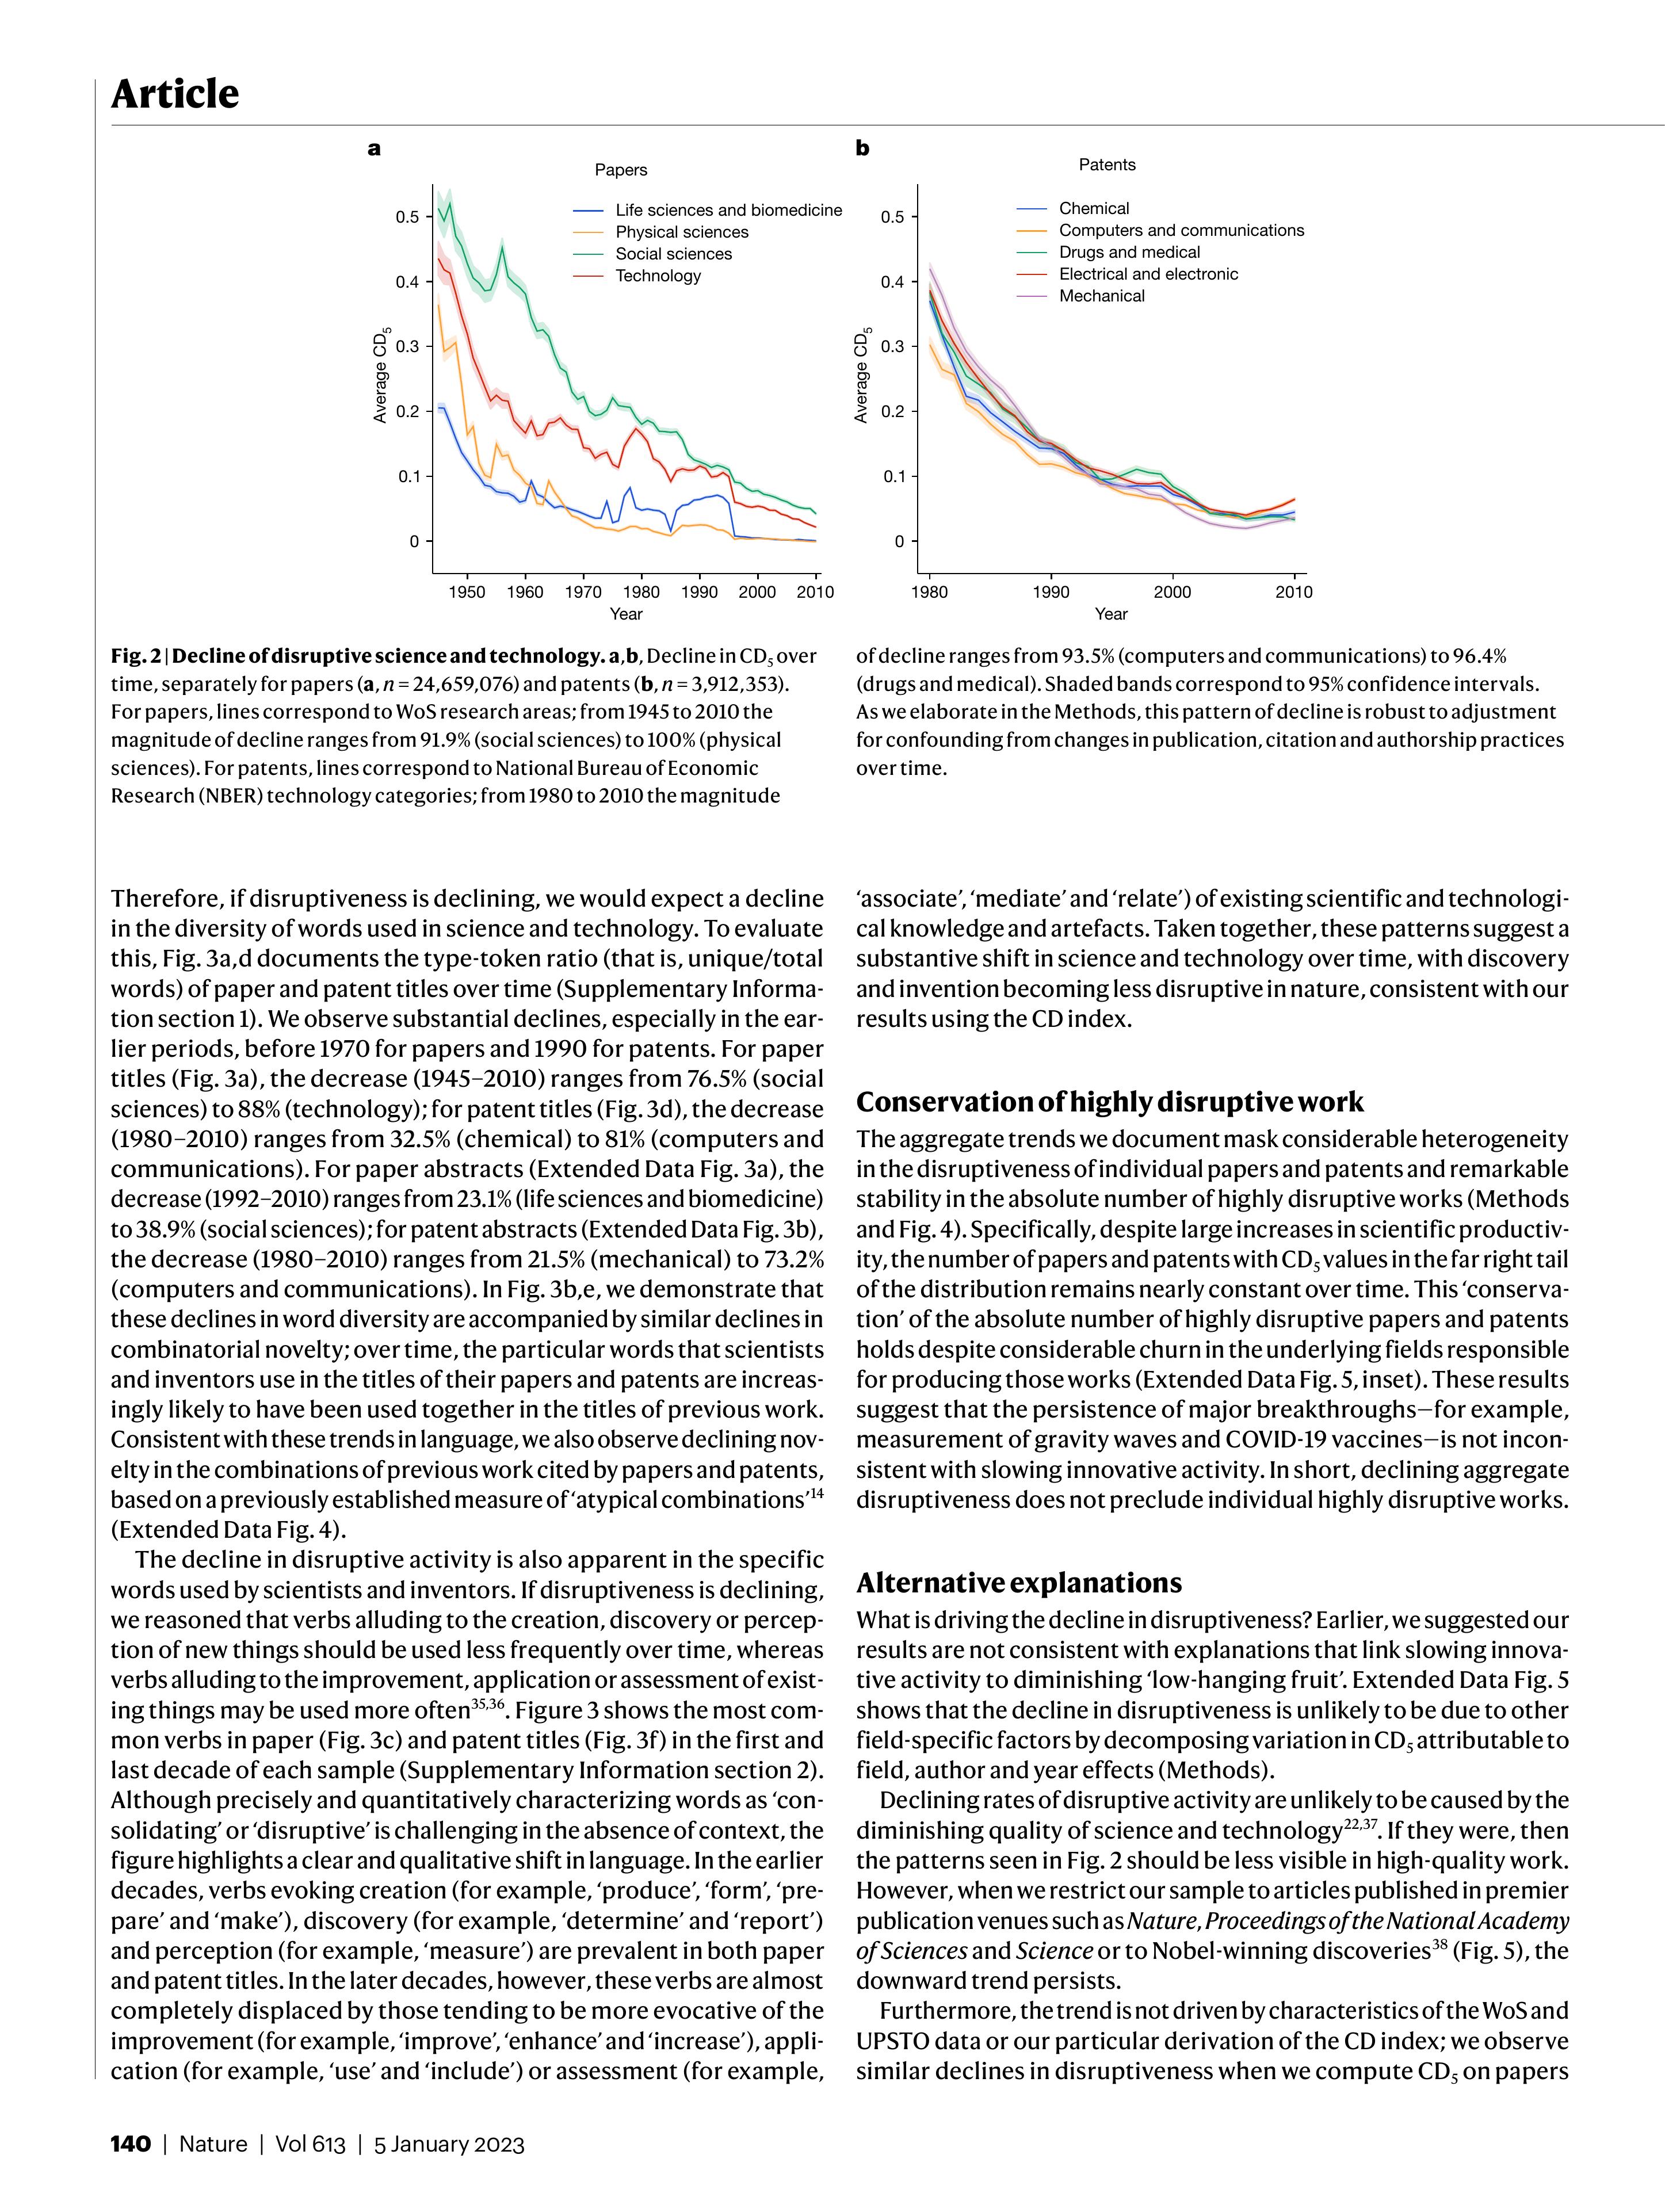 Article
a
Papers
Life sciences and biomedicine
Physical sciences
Social sciences
Technology
0.5
0.4
0.3
0.2
0.1
0
Average CD5
1950 1960 1970 1980 1990 2000 2010
Year
b
Patents
Chemical
Computers and communications
Drugs and medical
Electrical and electronic
Mechanical
0.5
0.4
0.3
0.2
0.1
0
Average CD5
1980 1990 2000 2010
Year
Fig. 2 | Decline of disruptive science and technology. a,b, Decline in CD5 over
time, separately for papers (a, n = 24,659,076) and patents (b, n = 3,912,353).
For papers, lines correspond to WoS research areas; from 1945 to 2010 the
magnitude of decline ranges from 91.9% (social sciences) to 100% (physical
sciences). For patents, lines correspond to National Bureau of Economic
Research (NBER) technology categories; from 1980 to 2010 the magnitude
of decline ranges from 93.5% (computers and communications) to 96.4%
(drugs and medical). Shaded bands correspond to 95% confidence intervals.
As we elaborate in the Methods, this pattern of decline is robust to adjustment
for confounding from changes in publication, citation and authorship practices
over time.
Therefore, if disruptiveness is declining, we would expect a decline
in the diversity of words used in science and technology. To evaluate
this, Fig. 3a,d documents the type-token ratio (that is, unique/total
words) of paper and patent titles over time (Supplementary Informa-
tion section 1). We observe substantial declines, especially in the ear-
lier periods, before 1970 for papers and 1990 for patents. For paper
titles (Fig. 3a), the decrease (1945–2010) ranges from 76.5% (social
sciences) to 88% (technology); for patent titles (Fig. 3d), the decrease
(1980–2010) ranges from 32.5% (chemical) to 81% (computers and
communications). For paper abstracts (Extended Data Fig. 3a), the
decrease (1992–2010) ranges from 23.1% (life sciences and biomedicine)
to 38.9% (social sciences); for patent abstracts (Extended Data Fig. 3b),
the decrease (1980–2010) ranges from 21.5% (mechanical) to 73.2%
(computers and communications). In Fig. 3b,e, we demonstrate that
these declines in word diversity are accompanied by similar declines in
combinatorial novelty; over time, the particular words that scientists
and inventors use in the titles of their papers and patents are increas-
ingly likely to have been used together in the titles of previous work.
Consistent with these trends in language, we also observe declining nov-
elty in the combinations of previous work cited by papers and patents,
based on a previously established measure of ‘atypical combinations’14
(Extended Data Fig. 4).
The decline in disruptive activity is also apparent in the specific
words used by scientists and inventors. If disruptiveness is declining,
we reasoned that verbs alluding to the creation, discovery or percep-
tion of new things should be used less frequently over time, whereas
verbs alluding to the improvement, application or assessment of exist-
ing things may be used more often35,36. Figure 3 shows the most com-
mon verbs in paper (Fig. 3c) and patent titles (Fig. 3f) in the first and
last decade of each sample (Supplementary Information section 2).
Although precisely and quantitatively characterizing words as ‘con-
solidating’ or ‘disruptive’ is challenging in the absence of context, the
figure highlights a clear and qualitative shift in language. In the earlier
decades, verbs evoking creation (for example, ‘produce’, ‘form’, ‘pre-
pare’ and ‘make’), discovery (for example, ‘determine’ and ‘report’)
and perception (for example, ‘measure’) are prevalent in both paper
and patent titles. In the later decades, however, these verbs are almost
completely displaced by those tending to be more evocative of the
improvement (for example, ‘improve’, ‘enhance’ and ‘increase’), appli-
cation (for example, ‘use’ and ‘include’) or assessment (for example,
‘associate’, ‘mediate’ and ‘relate’) of existing scientific and technologi-
cal knowledge and artefacts. Taken together, these patterns suggest a
substantive shift in science and technology over time, with discovery
and invention becoming less disruptive in nature, consistent with our
results using the CD index.
Conservation of highly disruptive work
The aggregate trends we document mask considerable heterogeneity
in the disruptiveness of individual papers and patents and remarkable
stability in the absolute number of highly disruptive works (Methods
and Fig. 4). Specifically, despite large increases in scientific productiv-
ity, the number of papers and patents with CD5 values in the far right tail
of the distribution remains nearly constant over time. This ‘conserva-
tion’ of the absolute number of highly disruptive papers and patents
holds despite considerable churn in the underlying fields responsible
for producing those works (Extended Data Fig. 5, inset). These results
suggest that the persistence of major breakthroughs—for example,
measurement of gravity waves and COVID-19 vaccines—is not incon-
sistent with slowing innovative activity. In short, declining aggregate
disruptiveness does not preclude individual highly disruptive works.
Alternative explanations
What is driving the decline in disruptiveness? Earlier, we suggested our
results are not consistent with explanations that link slowing innova-
tive activity to diminishing ‘low-hanging fruit’. Extended Data Fig. 5
shows that the decline in disruptiveness is unlikely to be due to other
field-specific factors by decomposing variation in CD5 attributable to
field, author and year effects (Methods).
Declining rates of disruptive activity are unlikely to be caused by the
diminishing quality of science and technology22,37. If they were, then
the patterns seen in Fig. 2 should be less visible in high-quality work.
However, when we restrict our sample to articles published in premier
publication venues such as Nature, Proceedings of the National Academy
of Sciences and Science or to Nobel-winning discoveries38 (Fig. 5), the
downward trend persists.
Furthermore, the trend is not driven by characteristics of the WoS and
UPSTO data or our particular derivation of the CD index; we observe
similar declines in disruptiveness when we compute CD5 on papers
140 | Nature | Vol 613 | 5 January 2023